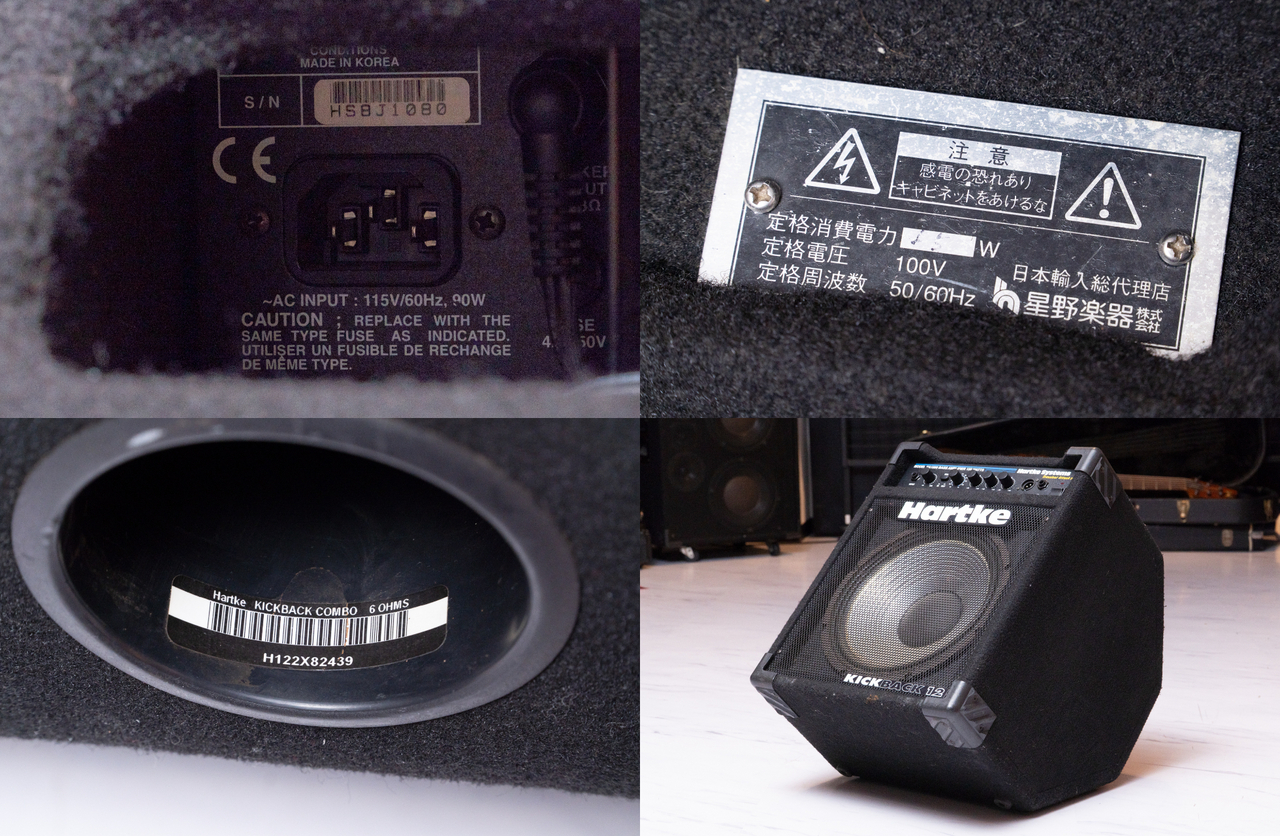 CONDITIONS
MADE IN KOREA
S/N
HSBJ1080
CE
~AC INPUT : 115V/60Hz, 90W
CAUTION ; REPLACE WITH THE
SAME TYPE FUSE AS INDICATED.
UTILISER UN FUSIBLE DE RECHANGE
DE MÊME TYPE.
注意
感電の恐れあり
キャビネットをあけるな
定格消費電力 W
定格電圧 100V
定格周波数 50/60Hz
日本輸入総代理店
星野楽器株式会社
Hartke KICKBACK COMBO 6 OHMS
H122X82439
Hartke Systems
Hartke
KICKBACK 12